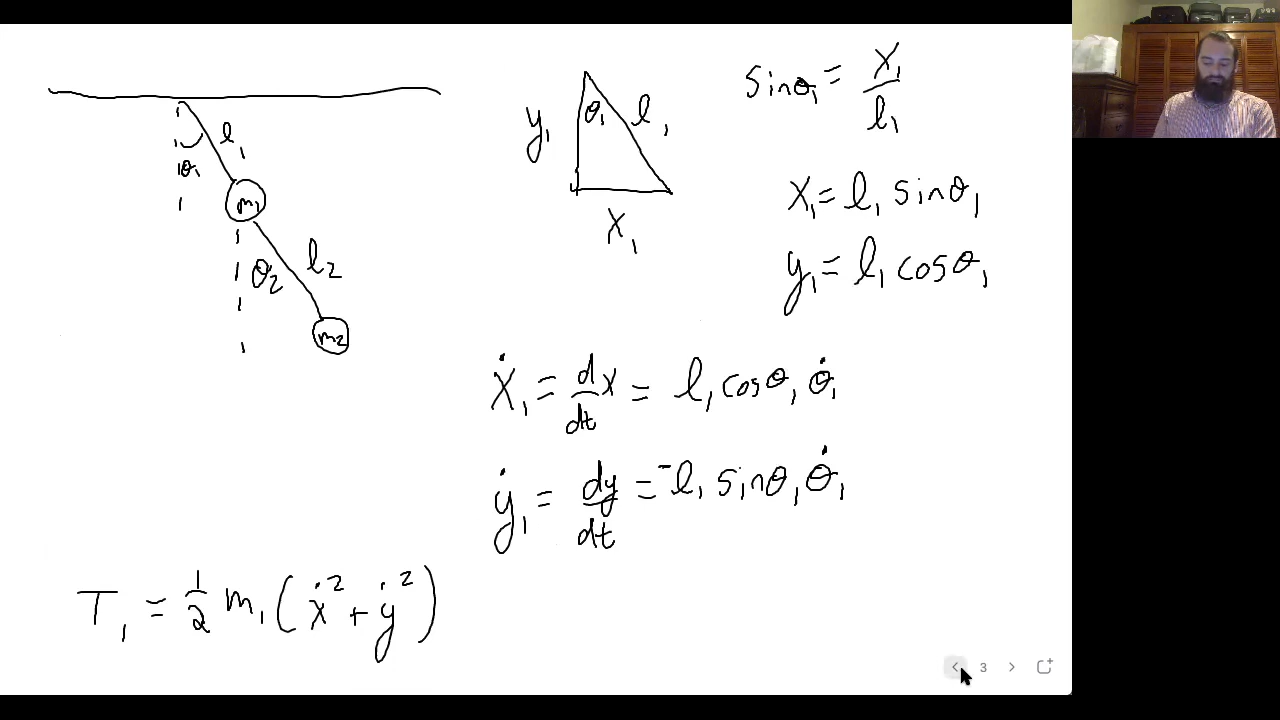 l₁
θ₁
m₁
θ₂ l₂
m₂
y₁ θ₁ l₁
x₁
sinθ₁ = x₁/l₁
x₁ = l₁ sinθ₁
y₁ = l₁ cosθ₁
ẋ₁ = d/dt x = l₁ cosθ₁ θ̇₁
ẏ₁ = dy/dt = -l₁ sinθ₁ θ̇₁
T₁ = 1/2 m₁ (ẋ² + ẏ²)
3